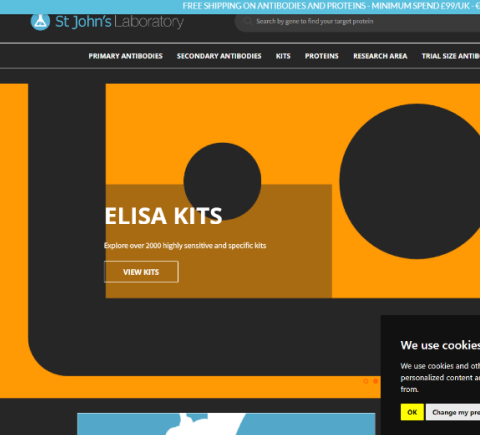 FREE SHIPPING ON ANTIBODIES AND PROTEINS - MINIMUM SPEND £99/UK - €
St John's Laboratory
Search by gene to find your target protein
PRIMARY ANTIBODIES SECONDARY ANTIBODIES KITS PROTEINS RESEARCH AREA TRIAL SIZE ANTIB
ELISA KITS
Explore over 2000 highly sensitive and specific kits
VIEW KITS
We use cookies
We use cookies and oth
personalized content a
from.
OK Change my pre